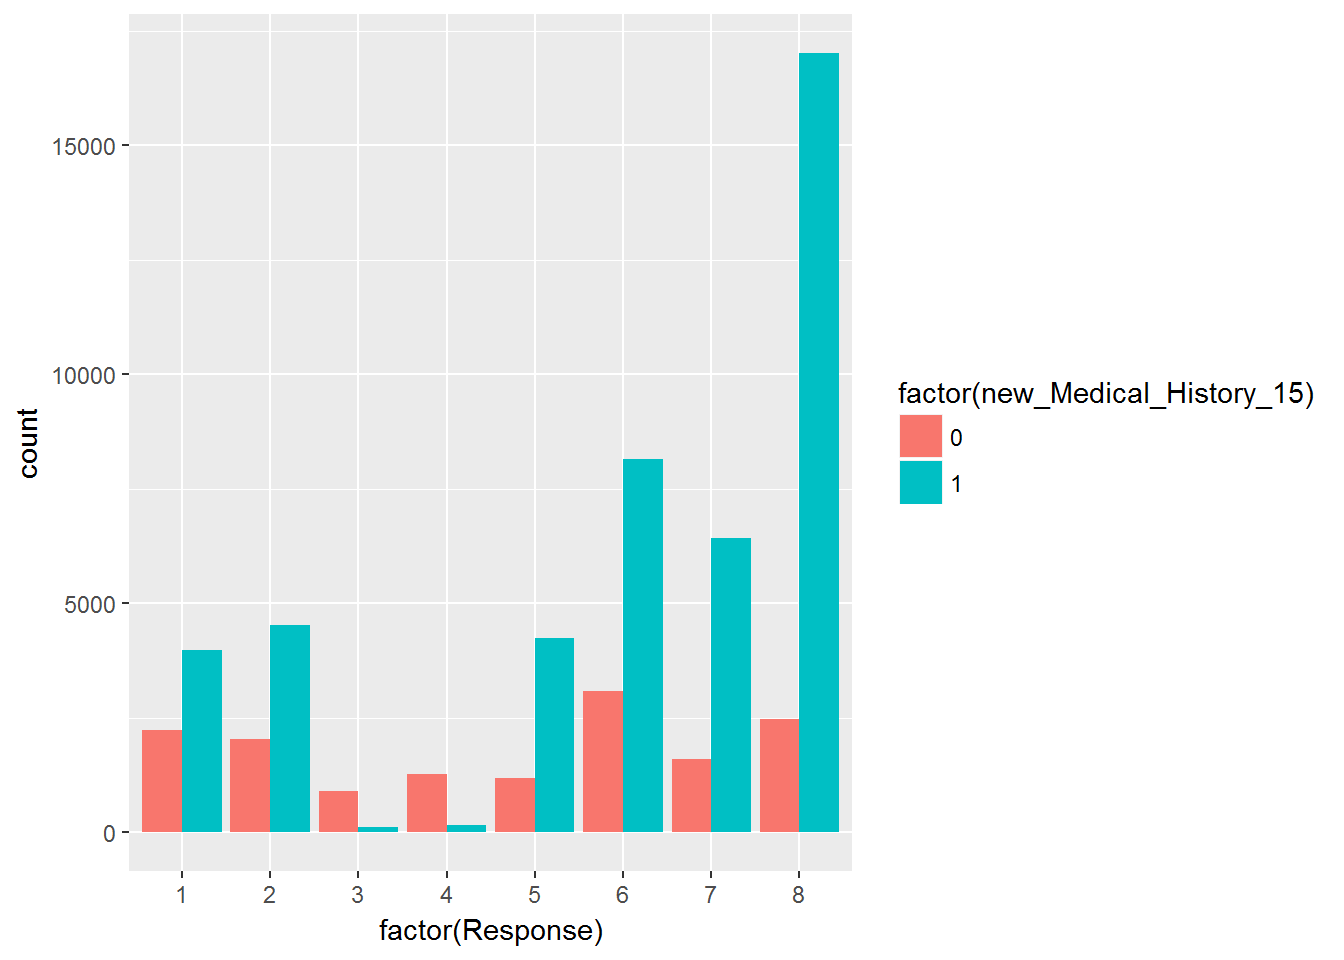 count
15000
10000
5000
0
1 2 3 4 5 6 7 8
factor(Response)
factor(new_Medical_History_15)
0
1